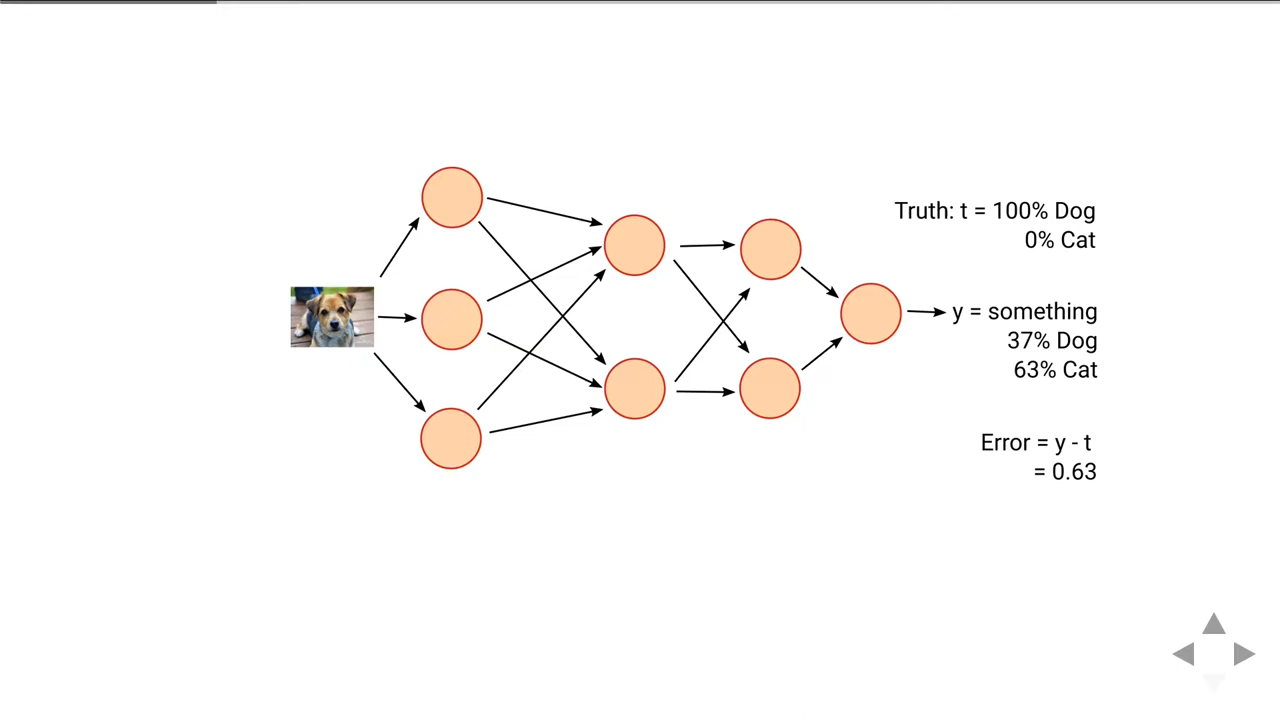 Truth: t = 100% Dog
0% Cat
y = something
37% Dog
63% Cat
Error = y - t
= 0.63